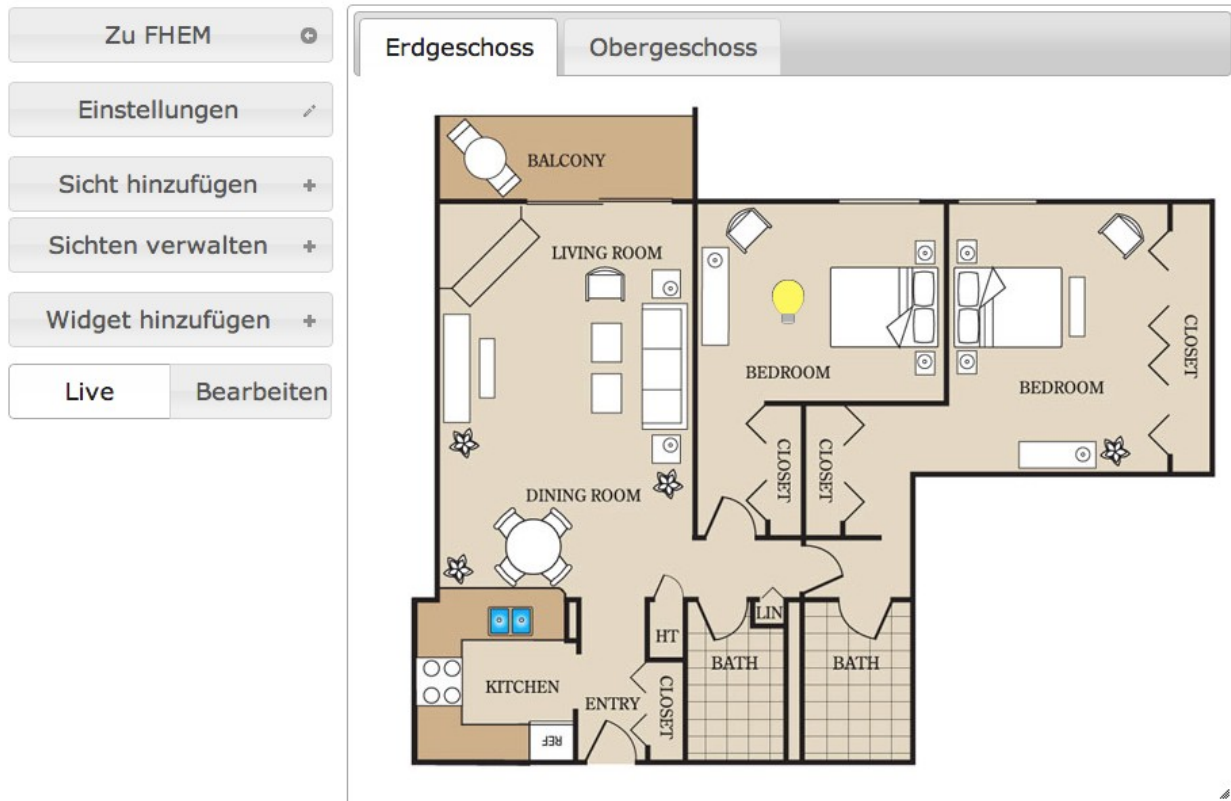 Zu FHEM
Einstellungen
Sicht hinzufügen
Sichten verwalten
Widget hinzufügen
Live
Bearbeiten
Erdgeschoss
Obergeschoss
BALCONY
LIVING ROOM
BEDROOM
BEDROOM
CLOSET
CLOSET
CLOSET
DINING ROOM
LIN
HT
BATH
BATH
KITCHEN
ENTRY
CLOSET
REF